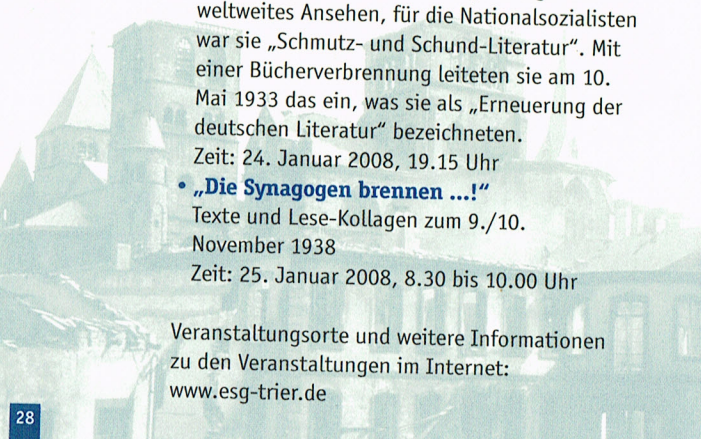 weltweites Ansehen, für die Nationalsozialisten
war sie „Schmutz- und Schund-Literatur“. Mit
einer Bücherverbrennung leiteten sie am 10.
Mai 1933 das ein, was sie als „Erneuerung der
deutschen Literatur“ bezeichneten.
Zeit: 24. Januar 2008, 19.15 Uhr
• „Die Synagogen brennen ...!“
Texte und Lese-Kollagen zum 9./10.
November 1938
Zeit: 25. Januar 2008, 8.30 bis 10.00 Uhr
Veranstaltungsorte und weitere Informationen
zu den Veranstaltungen im Internet:
www.esg-trier.de
28